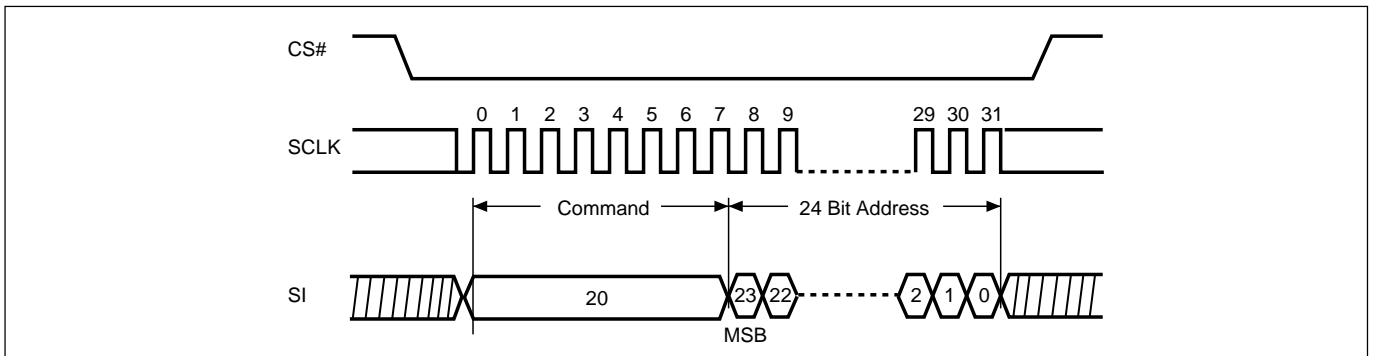 CS#
0 1 2 3 4 5 6 7 8 9 29 30 31
SCLK
Command 24 Bit Address
SI 20 23 22 2 1 0
MSB